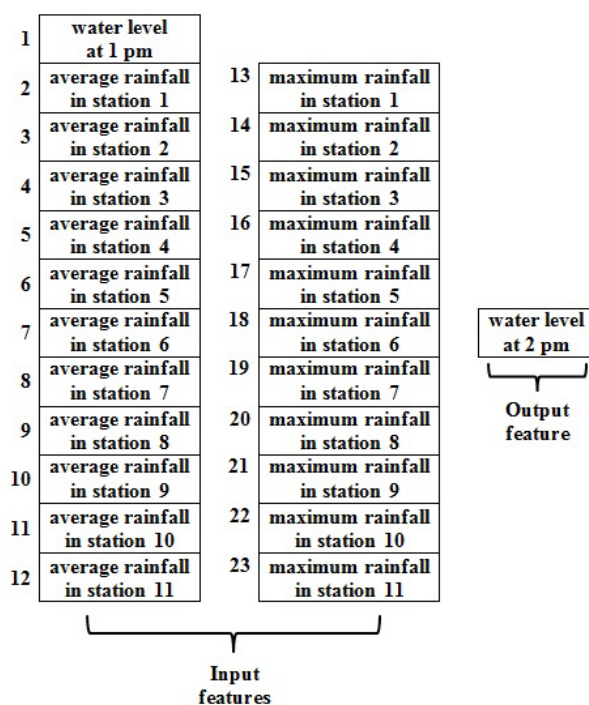 1
water level
at 1 pm
2
average rainfall
in station 1
3
average rainfall
in station 2
4
average rainfall
in station 3
5
average rainfall
in station 4
6
average rainfall
in station 5
7
average rainfall
in station 6
8
average rainfall
in station 7
9
average rainfall
in station 8
10
average rainfall
in station 9
11
average rainfall
in station 10
12
average rainfall
in station 11
13
maximum rainfall
in station 1
14
maximum rainfall
in station 2
15
maximum rainfall
in station 3
16
maximum rainfall
in station 4
17
maximum rainfall
in station 5
18
maximum rainfall
in station 6
19
maximum rainfall
in station 7
20
maximum rainfall
in station 8
21
maximum rainfall
in station 9
22
maximum rainfall
in station 10
23
maximum rainfall
in station 11
Input
features
water level
at 2 pm
Output
feature